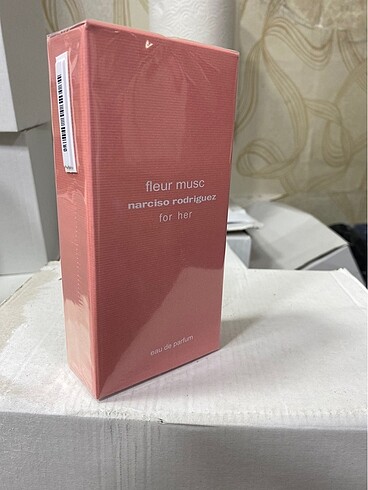 fleur musc
narciso rodriguez
for her
eau de parfum